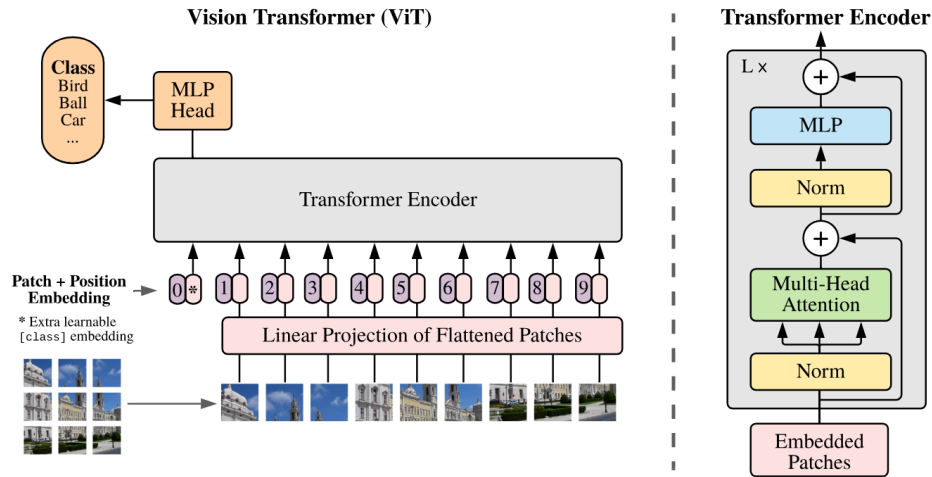 Vision Transformer (ViT)
Class
Bird
Ball
Car
...
MLP
Head
Transformer Encoder
Patch + Position
Embedding
0 * 1 2 3 4 5 6 7 8 9
* Extra learnable
[class] embedding
Linear Projection of Flattened Patches
Transformer Encoder
L ×
+
MLP
Norm
+
Multi-Head
Attention
Norm
Embedded
Patches